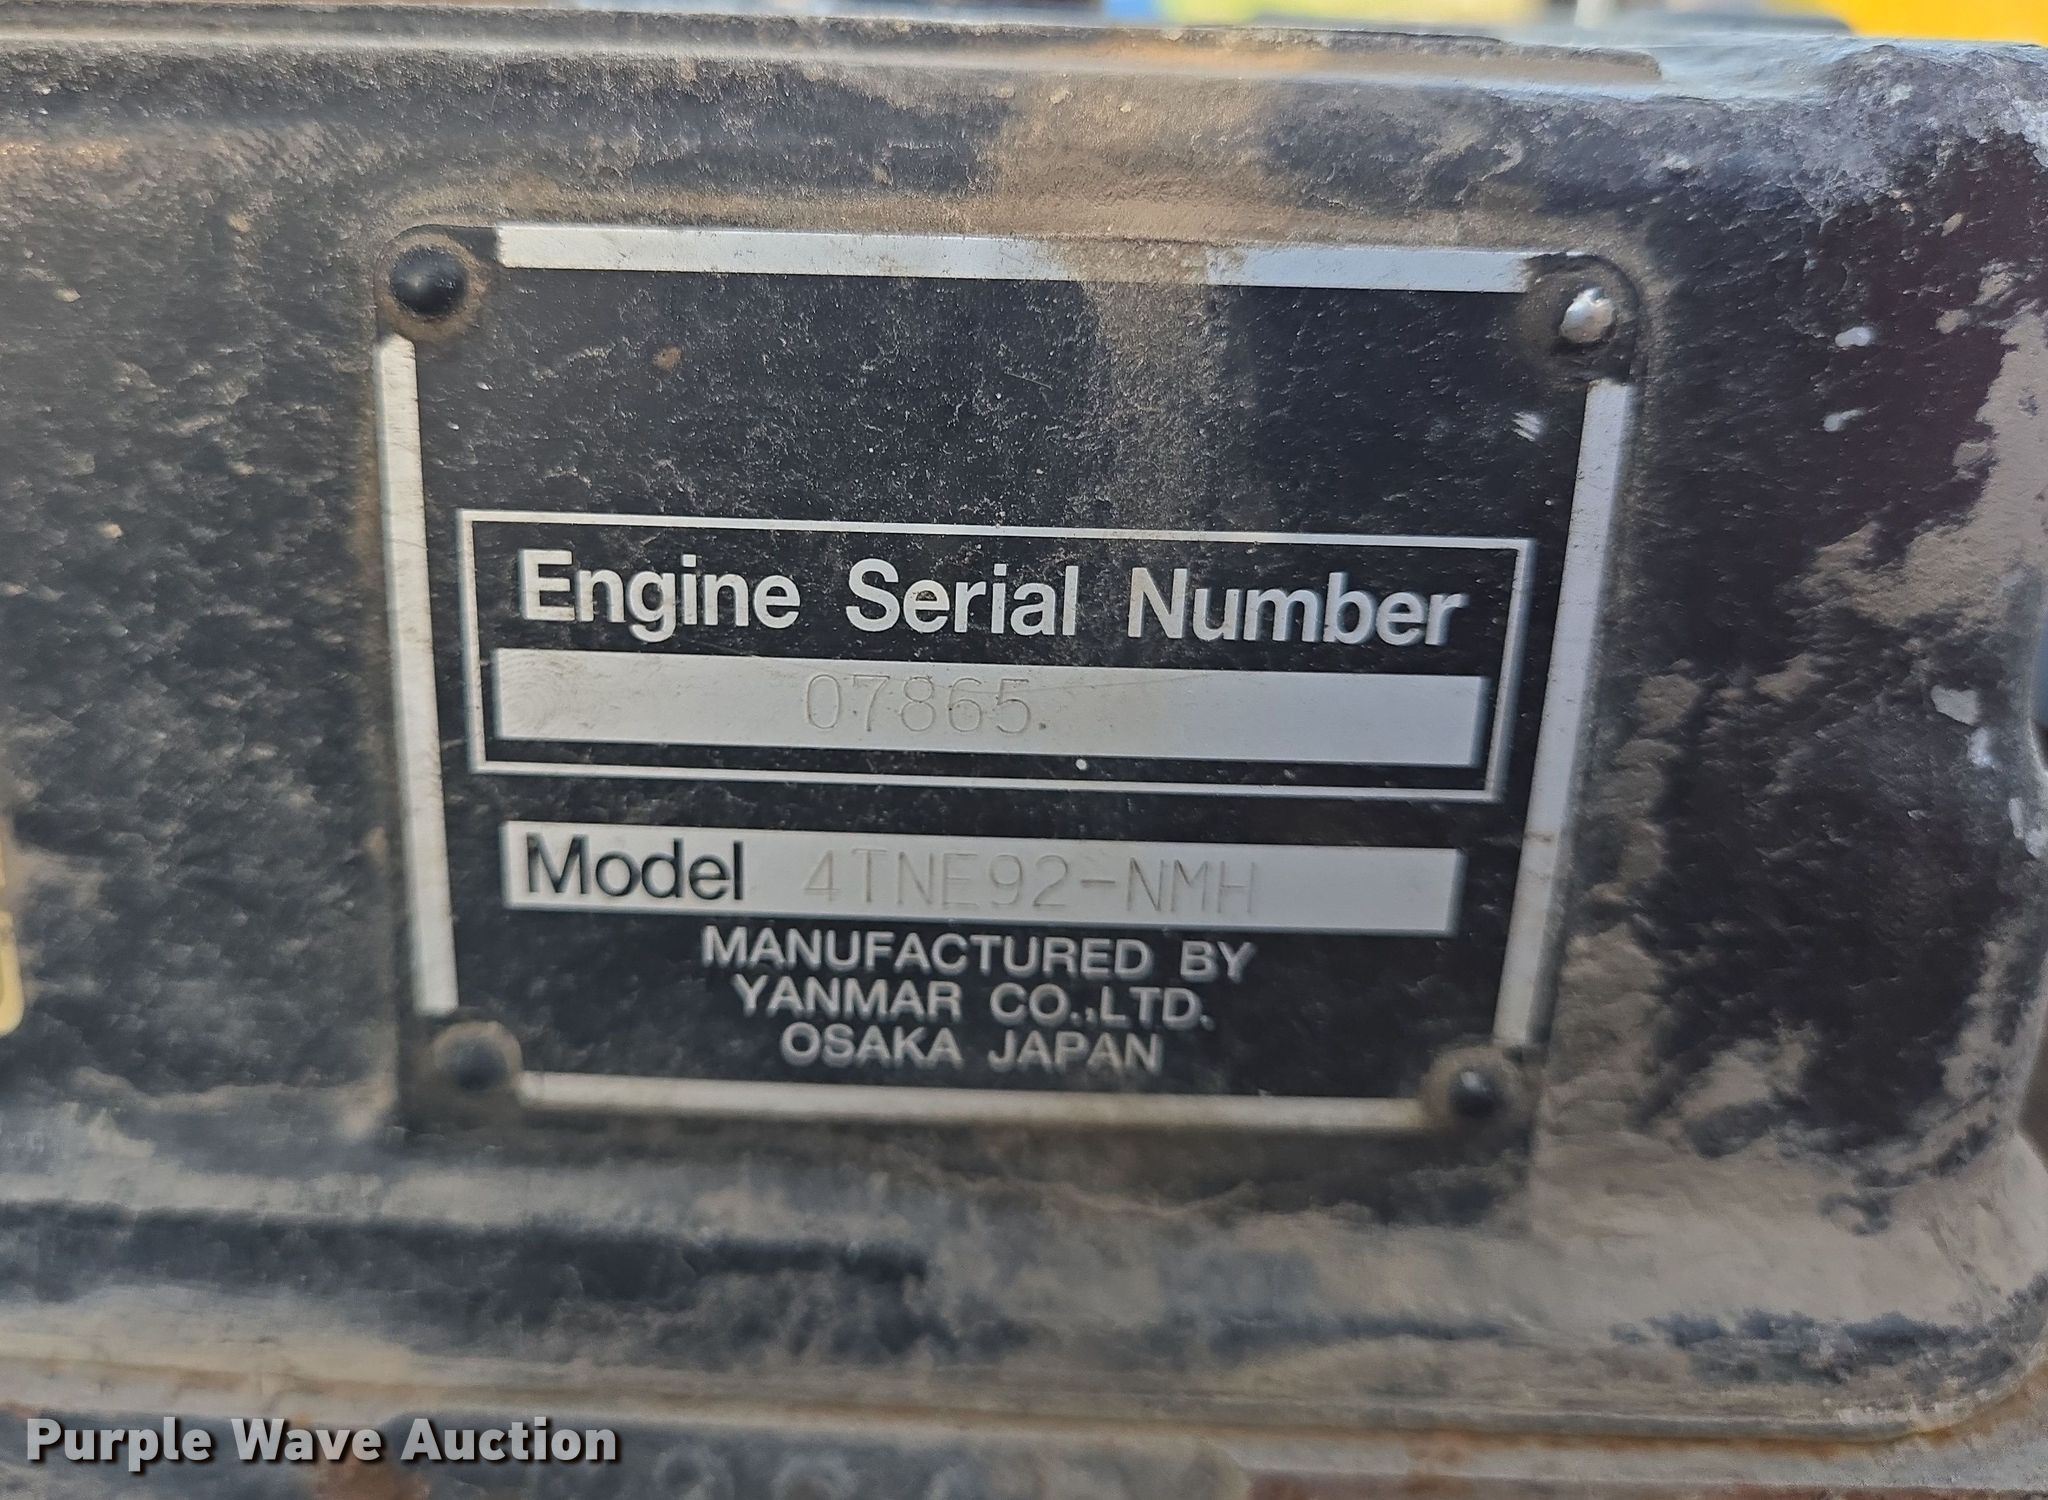 Engine Serial Number
07865
Model 4TNE92-NMH
MANUFACTURED BY
YANMAR CO.,LTD.
OSAKA JAPAN
Purple Wave Auction